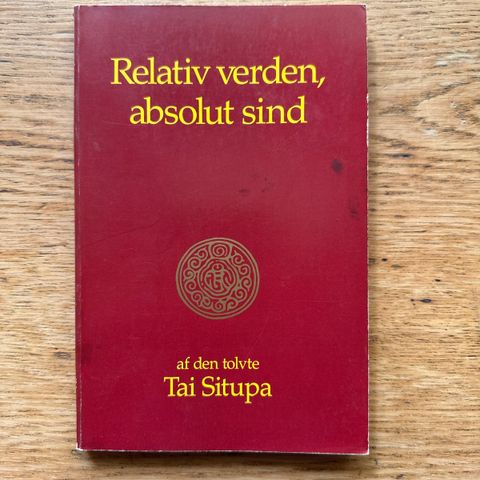 Relativ verden,
absolut sind
af den tolvte
Tai Situpa